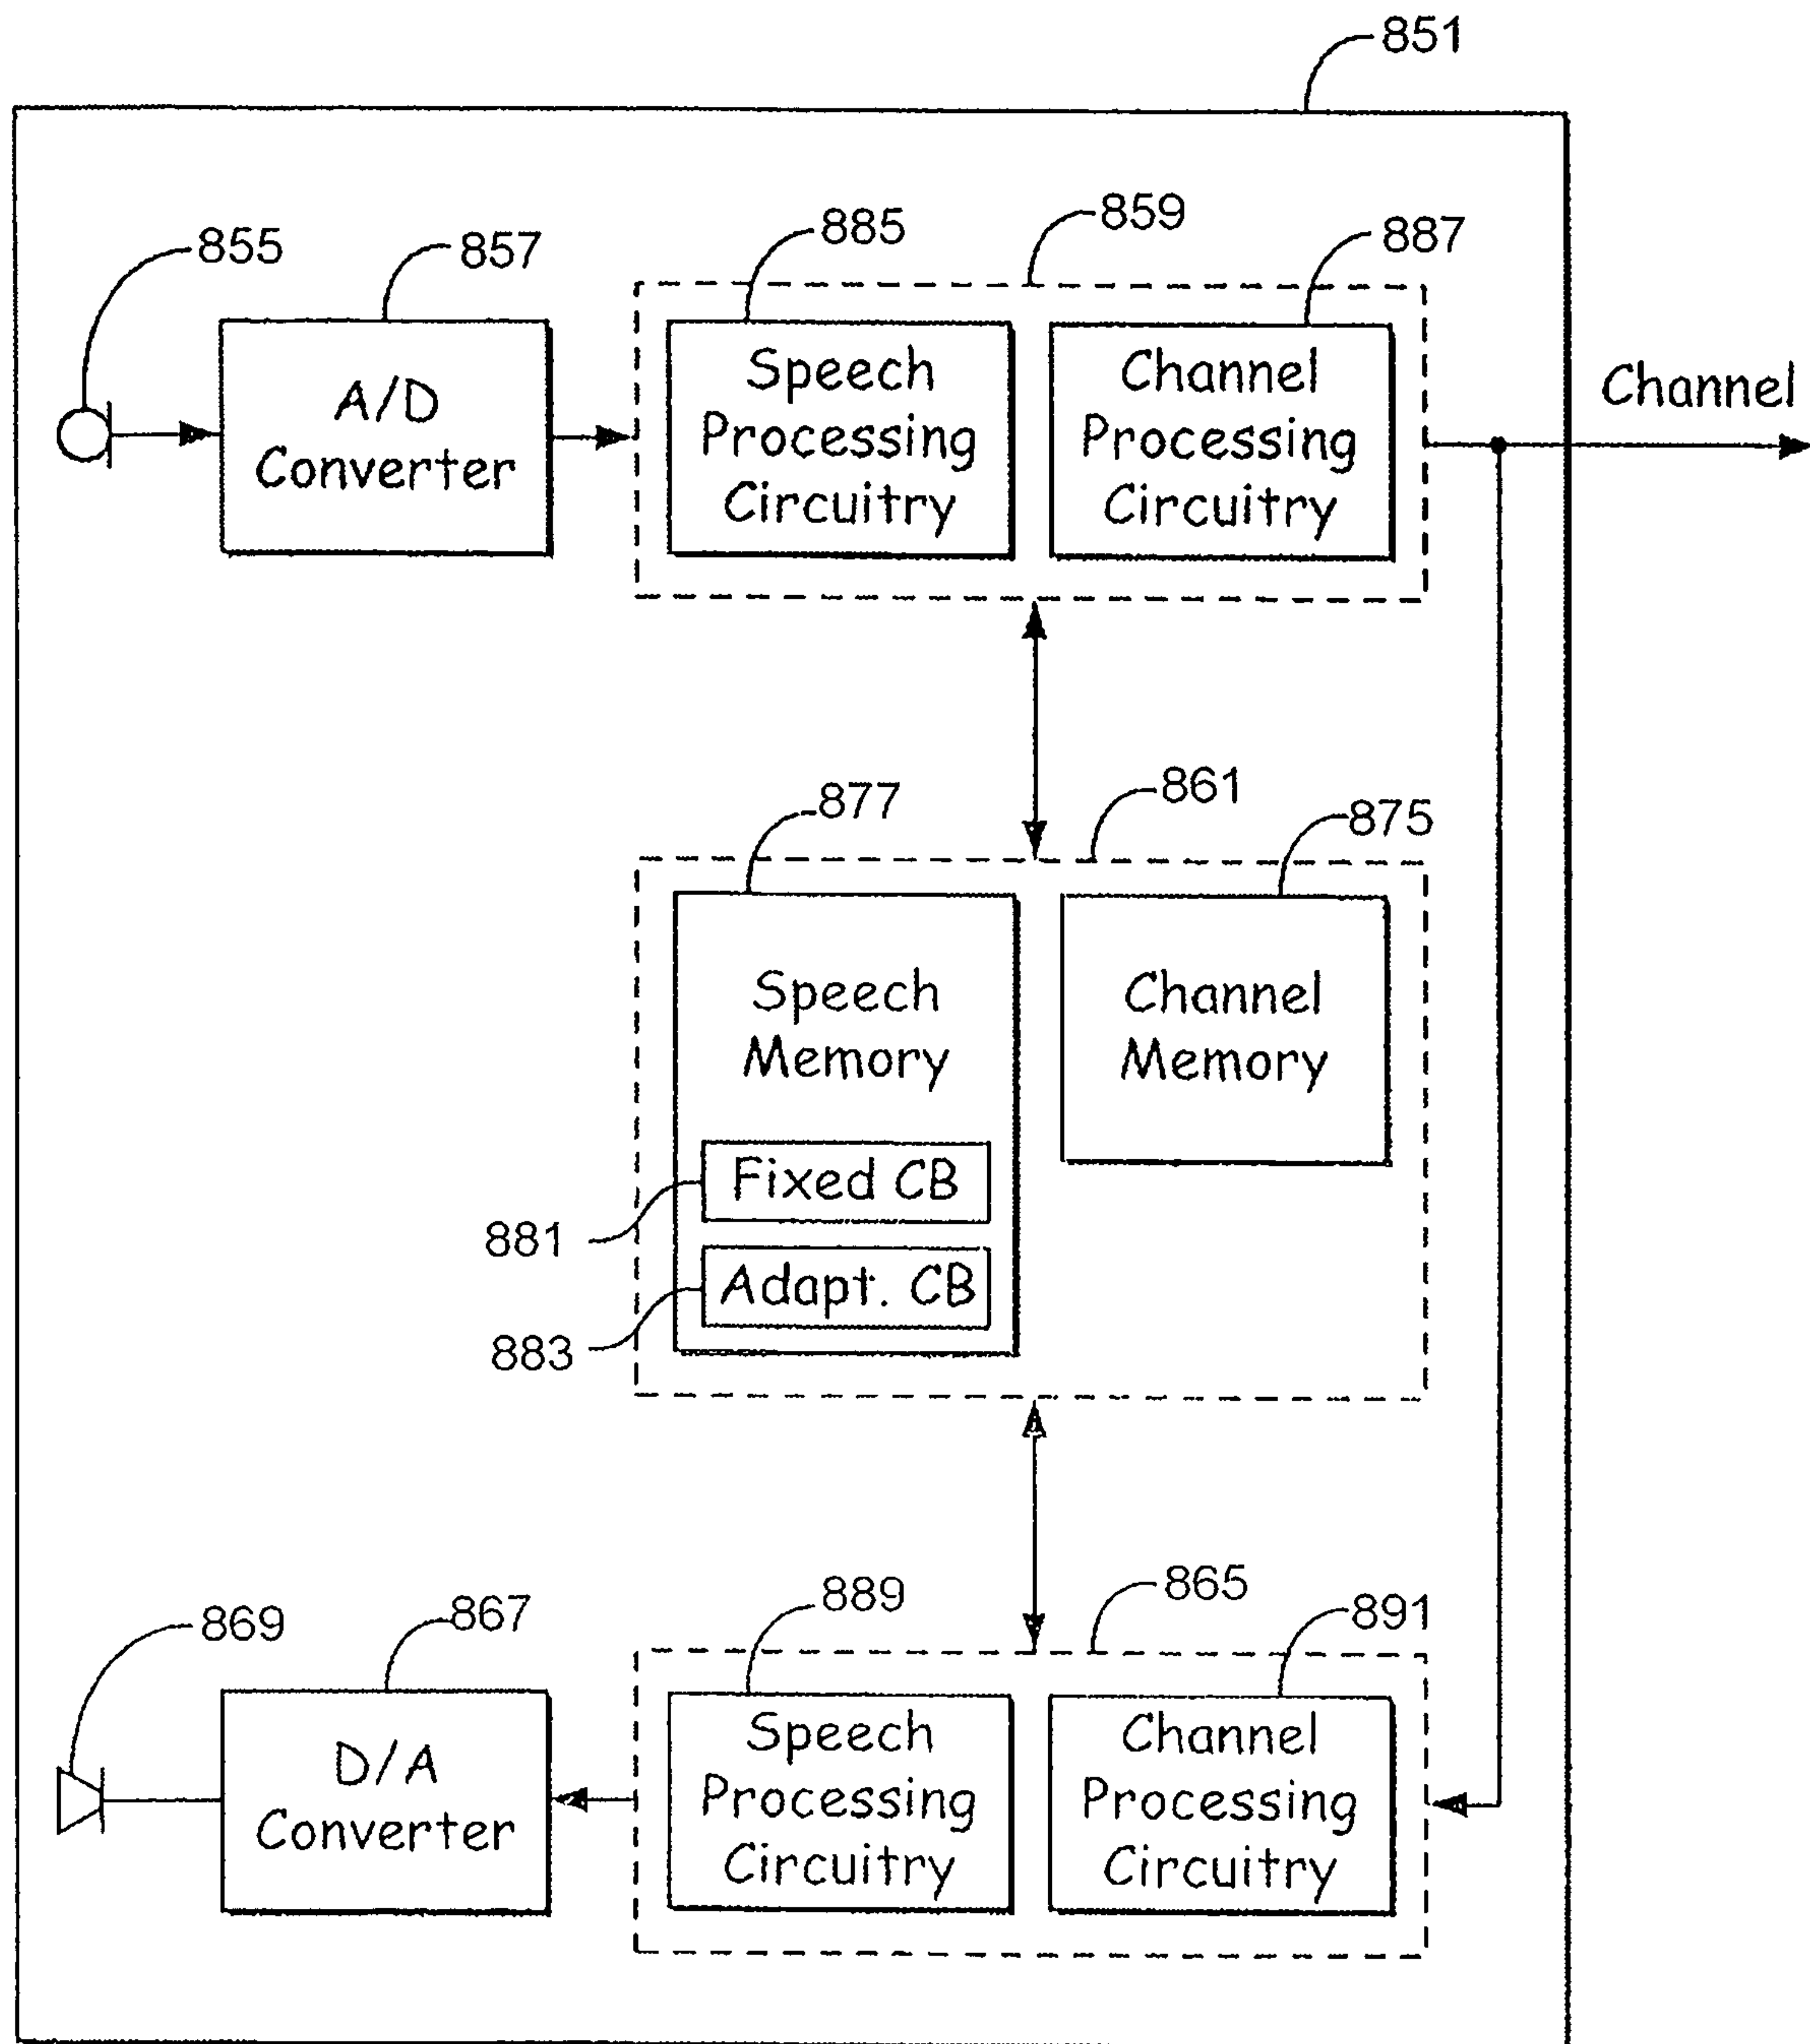 851
855
857
885
859
887
A/D
Converter
Speech
Processing
Circuitry
Channel
Processing
Circuitry
Channel
877
861
875
Speech
Memory
Channel
Memory
Fixed CB
881
Adapt. CB
883
869
867
889
865
891
D/A
Converter
Speech
Processing
Circuitry
Channel
Processing
Circuitry